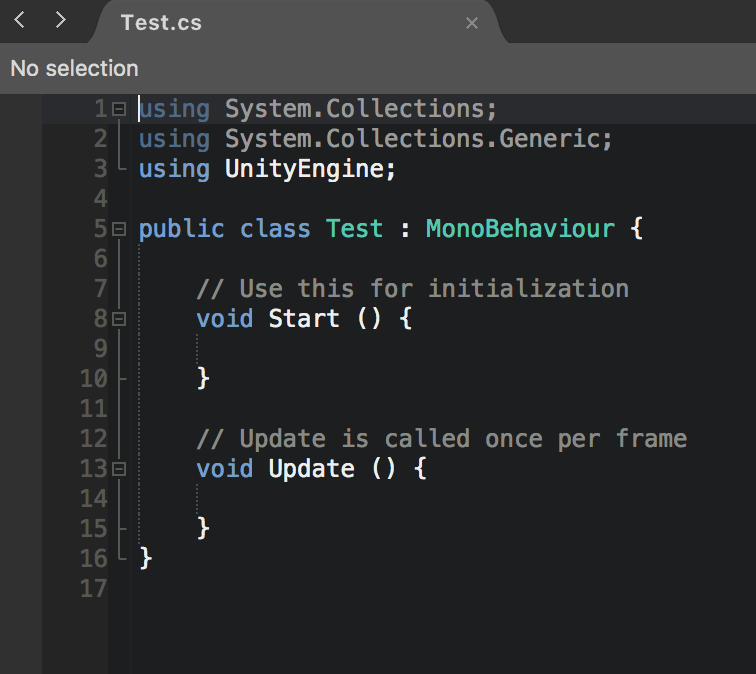 Test.cs
No selection
1 using System.Collections;
2 using System.Collections.Generic;
3 using UnityEngine;
4
5 public class Test : MonoBehaviour {
6
7 // Use this for initialization
8 void Start () {
9
10 }
11
12 // Update is called once per frame
13 void Update () {
14
15 }
16 }
17